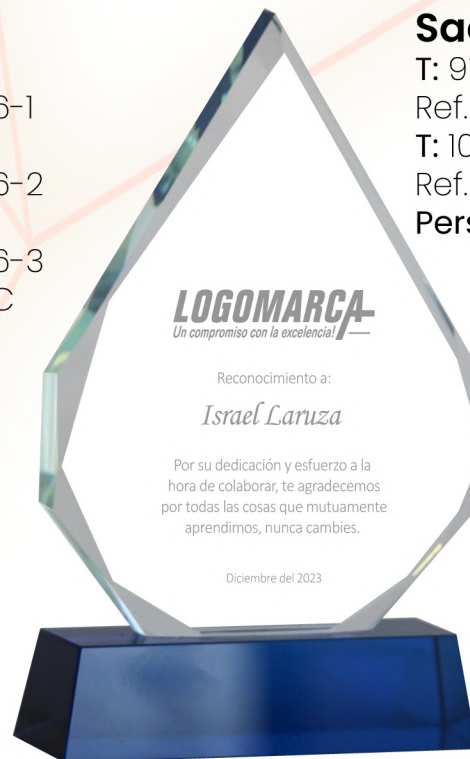 6-1
6-2
6-3
C
T: 9
Ref.
T: 10
Ref.
LOGOMARCA
Un compromiso con la excelencia!
Reconocimiento a:
Israel Laruza
Por su dedicación y esfuerzo a la
hora de colaborar, te agradecemos
por todas las cosas que mutuamente
aprendimos, nunca cambies.
Diciembre del 2023